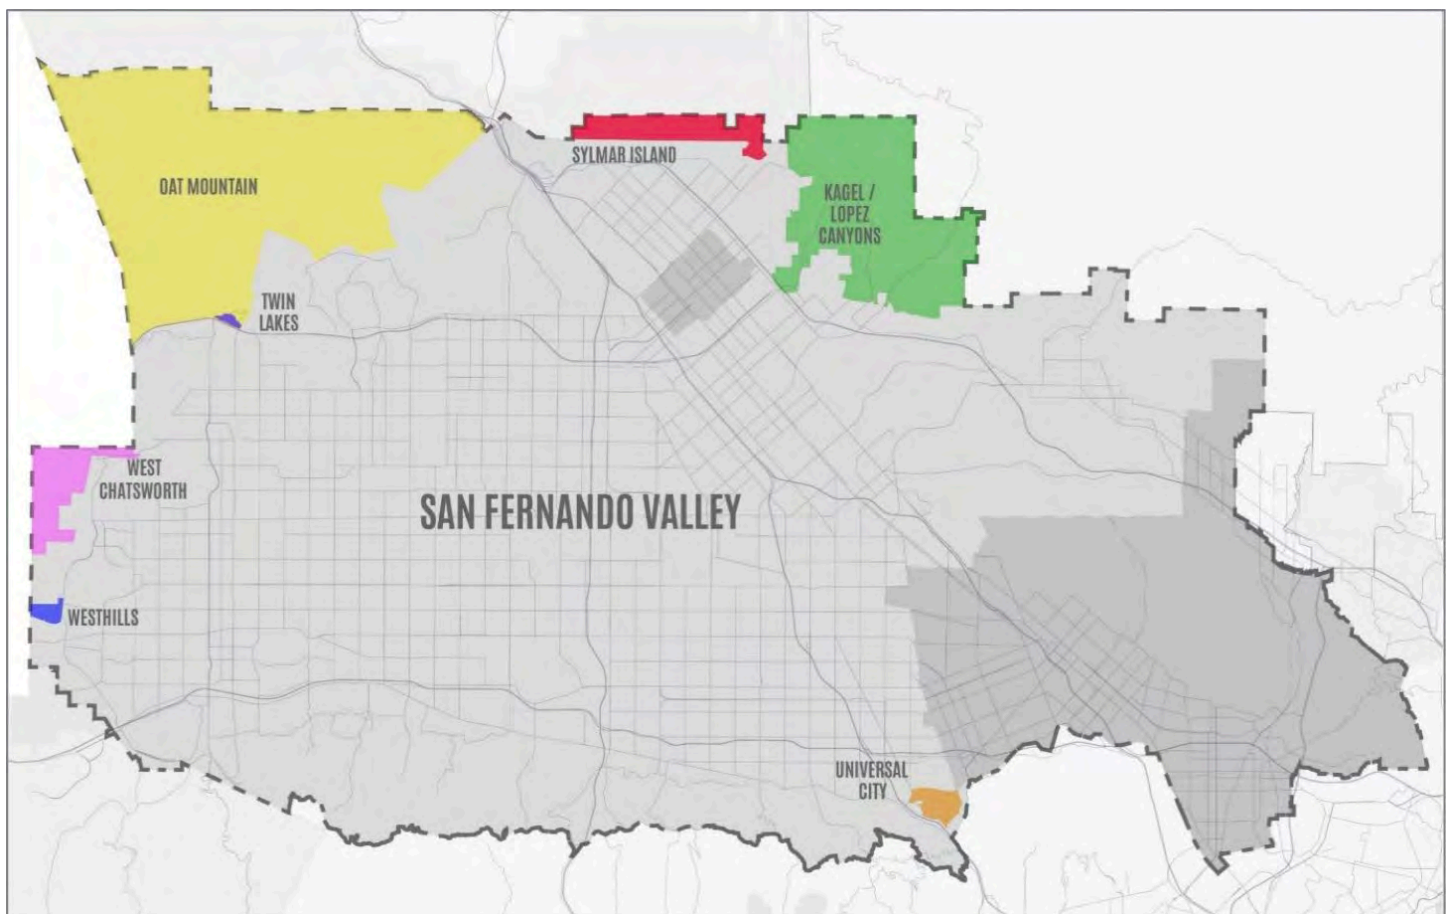 SYLMAR ISLAND
OAT MOUNTAIN
KAGEL /
LOPEZ
CANYONS
TWIN
LAKES
WEST
CHATSWORTH
SAN FERNANDO VALLEY
WESTHILLS
UNIVERSAL
CITY